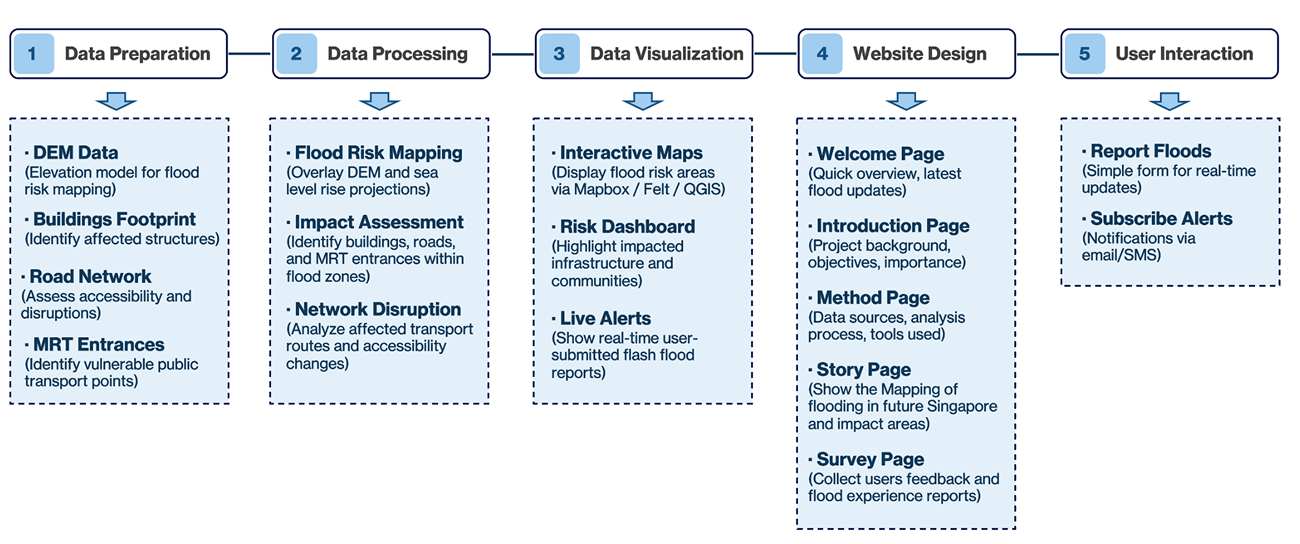 1 Data Preparation
2 Data Processing
3 Data Visualization
4 Website Design
5 User Interaction
· DEM Data
(Elevation model for flood
risk mapping)
· Buildings Footprint
(Identify affected structures)
· Road Network
(Assess accessibility and
disruptions)
· MRT Entrances
(Identify vulnerable public
transport points)
· Flood Risk Mapping
(Overlay DEM and sea
level rise projections)
· Impact Assessment
(Identify buildings, roads,
and MRT entrances within
flood zones)
· Network Disruption
(Analyze affected transport
routes and accessibility
changes)
· Interactive Maps
(Display flood risk areas
via Mapbox / Felt / QGIS)
· Risk Dashboard
(Highlight impacted
infrastructure and
communities)
· Live Alerts
(Show real-time user-
submitted flash flood
reports)
· Welcome Page
(Quick overview, latest
flood updates)
· Introduction Page
(Project background,
objectives, importance)
· Method Page
(Data sources, analysis
process, tools used)
· Story Page
(Show the Mapping of
flooding in future Singapore
and impact areas)
· Survey Page
(Collect users feedback and
flood experience reports)
· Report Floods
(Simple form for real-time
updates)
· Subscribe Alerts
(Notifications via
email/SMS)